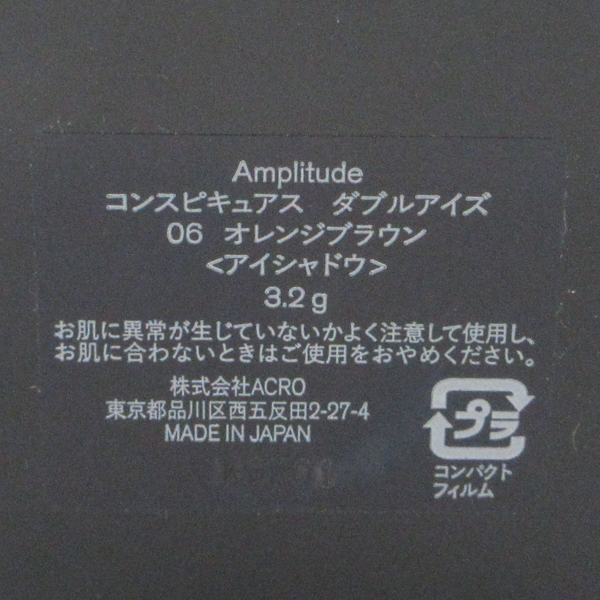 Amplitude
コンスピキュアス ダブルアイズ
06 オレンジブラウン
<アイシャドウ>
3.2 g
お肌に異常が生じていないかよく注意して使用し、
お肌に合わないときはご使用をおやめください。
株式会社ACRO
東京都品川区西五反田2-27-4
MADE IN JAPAN
プラ
コンパクト
フィルム